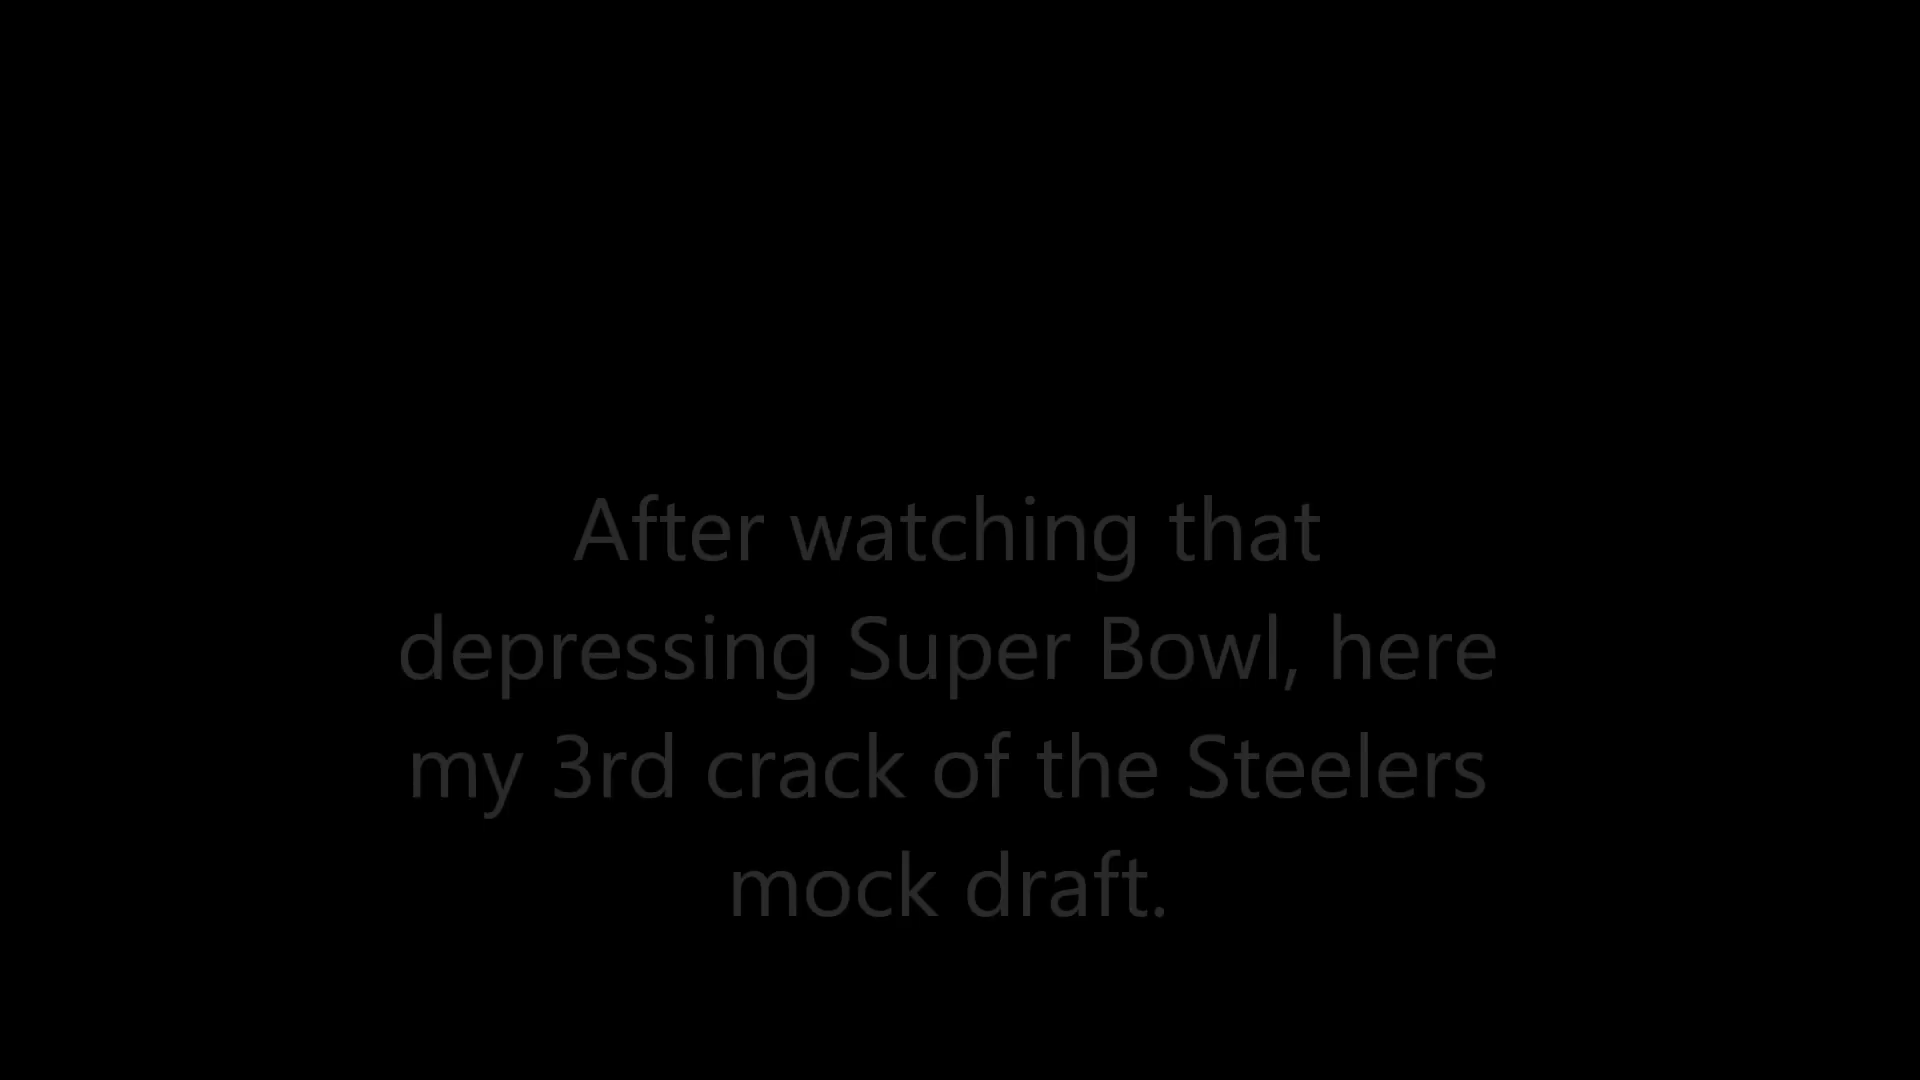 After watching that
depressing Super Bowl, here
my 3rd crack of the Steelers
mock draft.